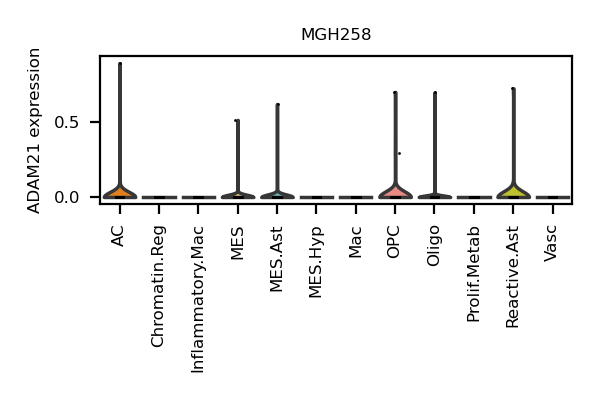 MGH258
ADAM21 expression
0.5
0.0
AC
Chromatin.Reg
Inflammatory.Mac
MES
MES.Ast
MES.Hyp
Mac
OPC
Oligo
Prolif.Metab
Reactive.Ast
Vasc